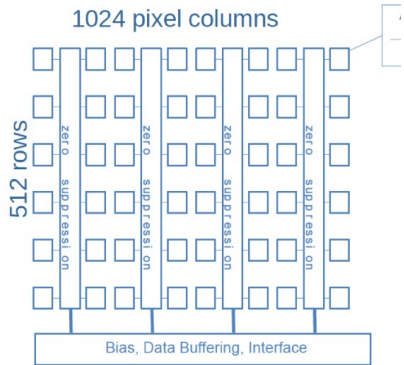 1024 pixel columns
512 rows
zero suppression
zero suppression
zero suppression
zero suppression
Bias, Data Buffering, Interface